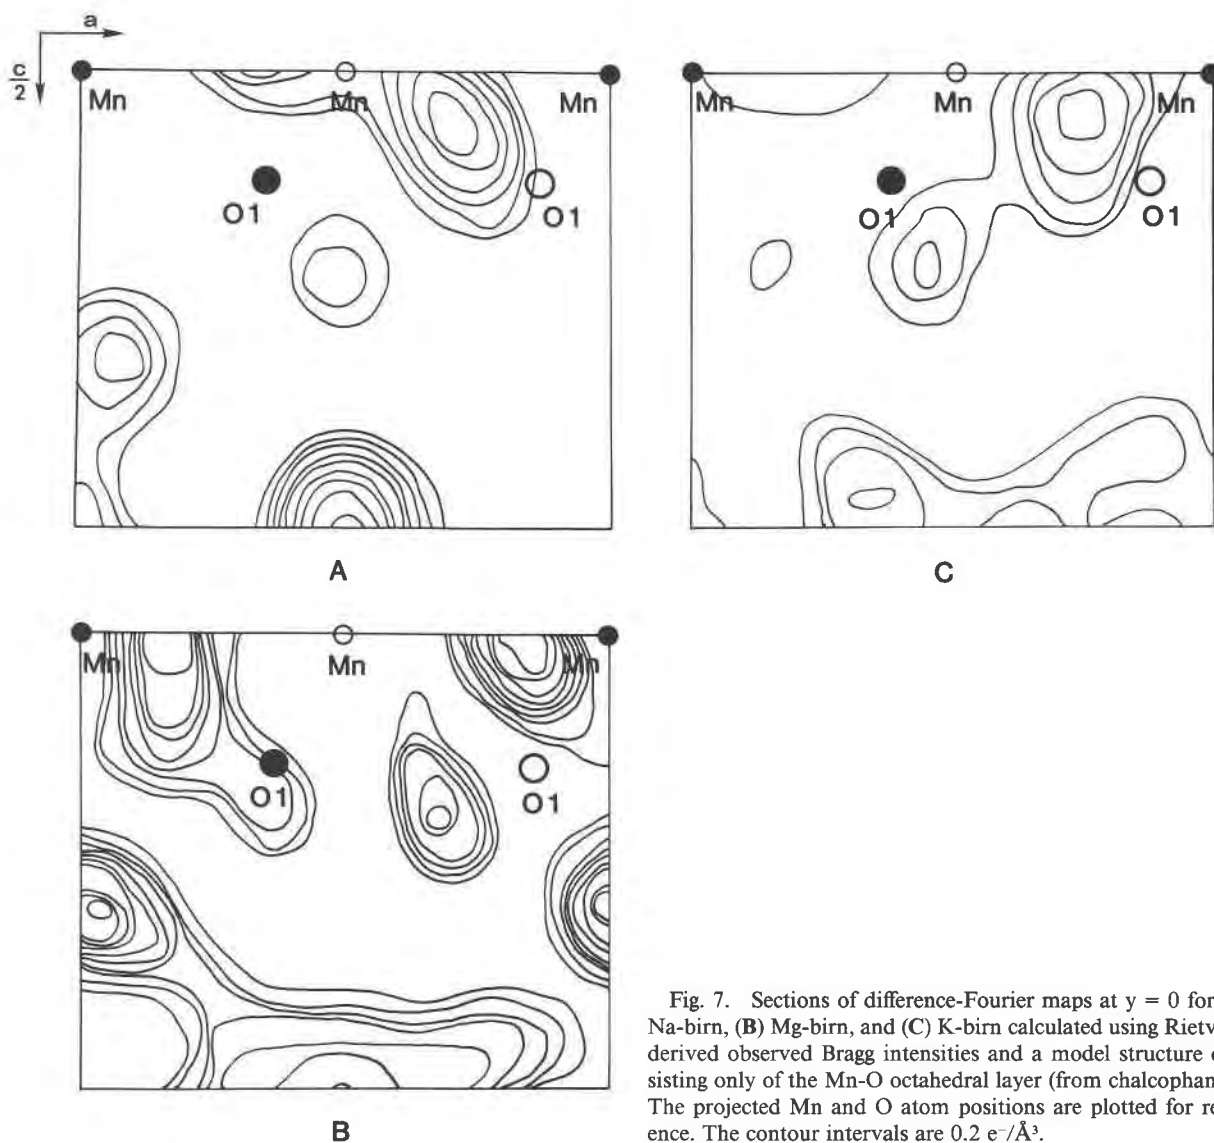 a
c
2
Mn
Mn
Mn
O1
O1
A
Mn
Mn
Mn
O1
O1
C
Mn
Mn
Mn
O1
O1
B
Fig. 7. Sections of difference-Fourier maps at y = 0 for
Na-birn, (B) Mg-birn, and (C) K-birn calculated using
derived observed Bragg intensities and a model structure
sisting only of the Mn-O octahedral layer (from
The projected Mn and O atom positions are plotted for
ence. The contour intervals are 0.2 e⁻/Å³.